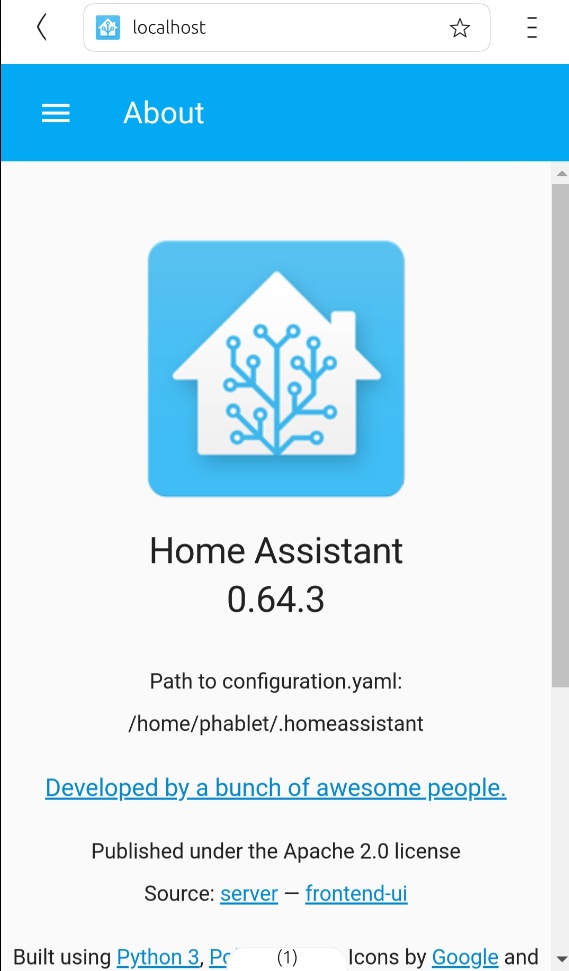 localhost
About
Home Assistant
0.64.3
Path to configuration.yaml:
/home/phablet/.homeassistant
Developed by a bunch of awesome people.
Published under the Apache 2.0 license
Source: server — frontend-ui
Built using Python 3, (1) Icons by Google and